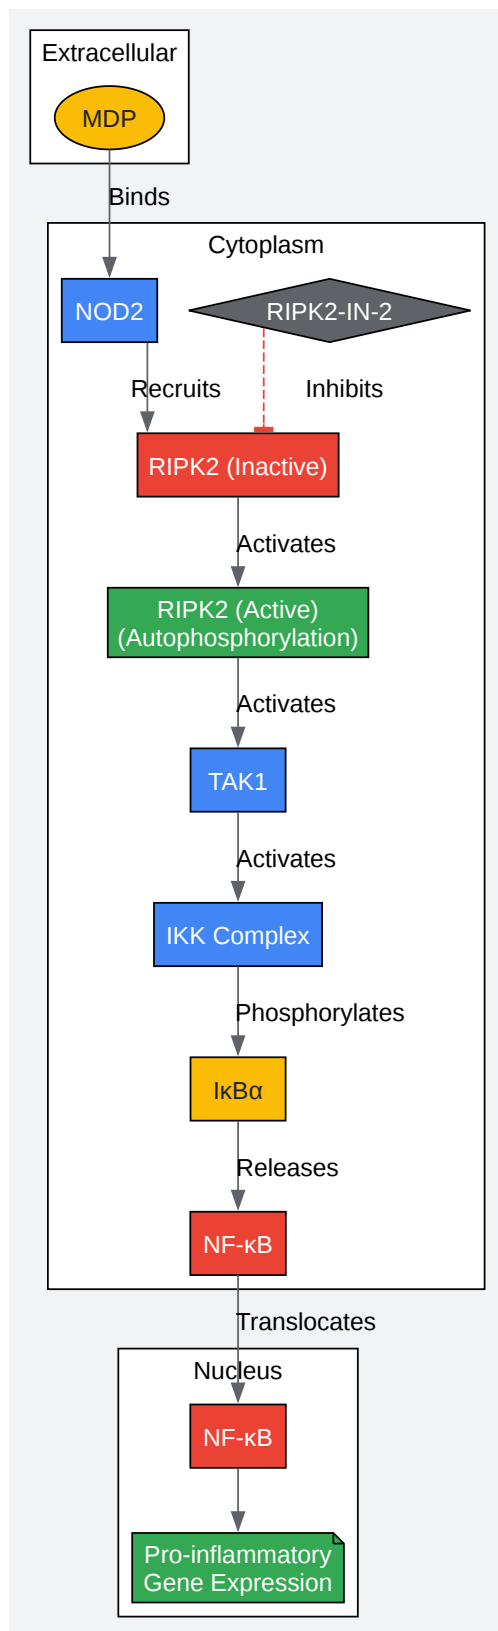 Extracellular
MDP
Binds
Cytoplasm
NOD2
RIPK2-IN-2
Recruits
Inhibits
RIPK2 (Inactive)
Activates
RIPK2 (Active)
(Autophosphorylation)
Activates
TAK1
Activates
IKK Complex
Phosphorylates
IκBα
Releases
NF-κB
Translocates
Nucleus
NF-κB
Pro-inflammatory
Gene Expression